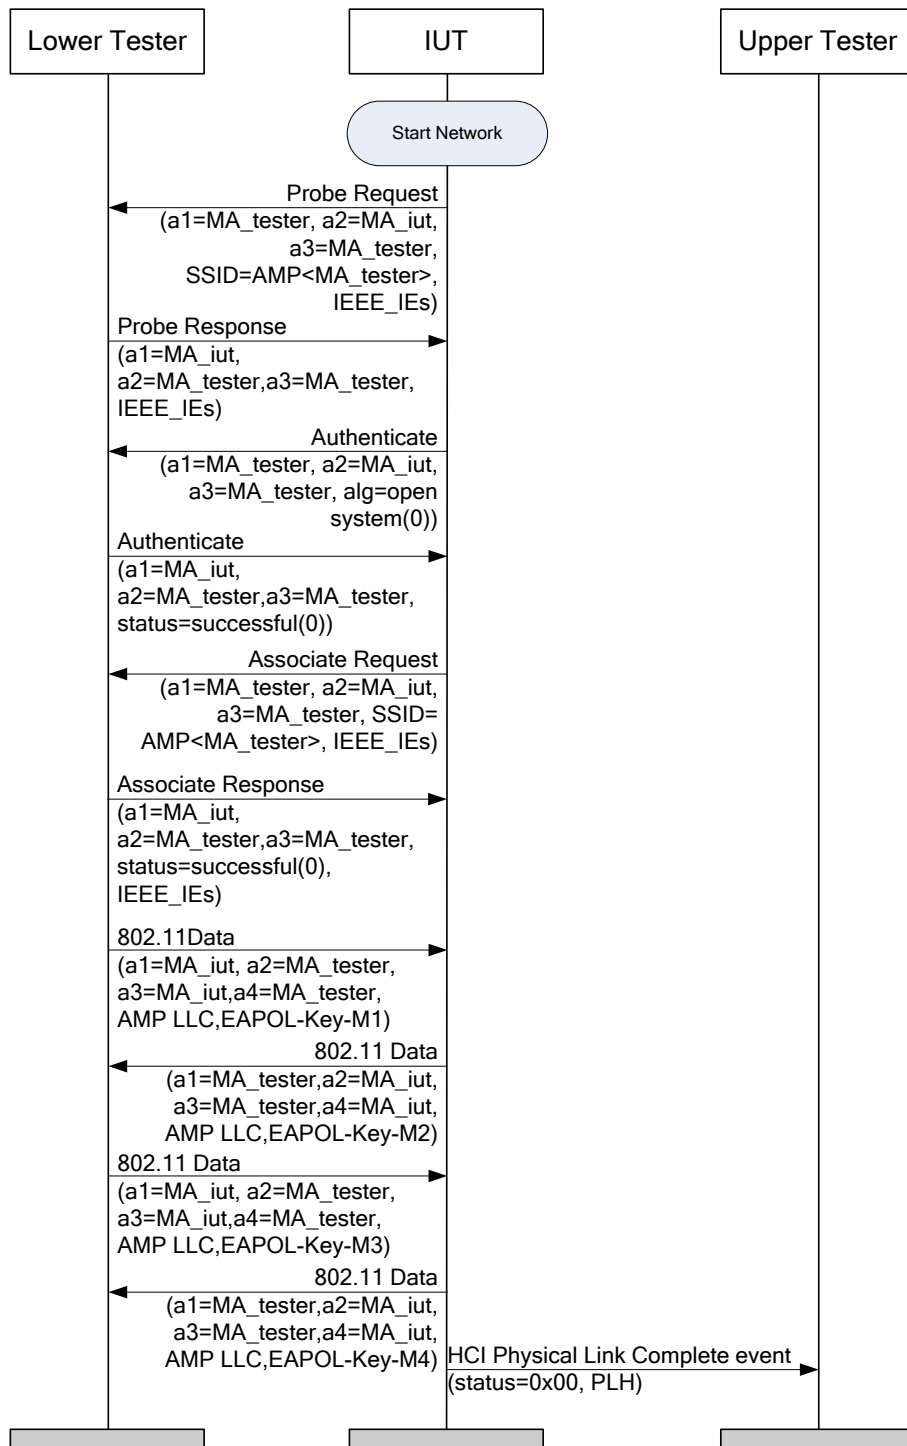 Lower Tester
IUT
Upper Tester
Start Network
Probe Request
(a1=MA_tester, a2=MA_iut,
a3=MA_tester,
SSID=AMP<MA_tester>,
IEEE_IEs)
Probe Response
(a1=MA_iut,
a2=MA_tester,a3=MA_tester,
IEEE_IEs)
Authenticate
(a1=MA_tester, a2=MA_iut,
a3=MA_tester, alg=open
system(0))
Authenticate
(a1=MA_iut,
a2=MA_tester,a3=MA_tester,
status=successful(0))
Associate Request
(a1=MA_tester, a2=MA_iut,
a3=MA_tester, SSID=
AMP<MA_tester>, IEEE_IEs)
Associate Response
(a1=MA_iut,
a2=MA_tester,a3=MA_tester,
status=successful(0),
IEEE_IEs)
802.11Data
(a1=MA_iut, a2=MA_tester,
a3=MA_iut,a4=MA_tester,
AMP LLC,EAPOL-Key-M1)
802.11 Data
(a1=MA_tester,a2=MA_iut,
a3=MA_tester,a4=MA_iut,
AMP LLC,EAPOL-Key-M2)
802.11 Data
(a1=MA_iut, a2=MA_tester,
a3=MA_iut,a4=MA_tester,
AMP LLC,EAPOL-Key-M3)
802.11 Data
(a1=MA_tester,a2=MA_iut,
a3=MA_tester,a4=MA_iut,
AMP LLC,EAPOL-Key-M4)
HCI Physical Link Complete event
(status=0x00, PLH)